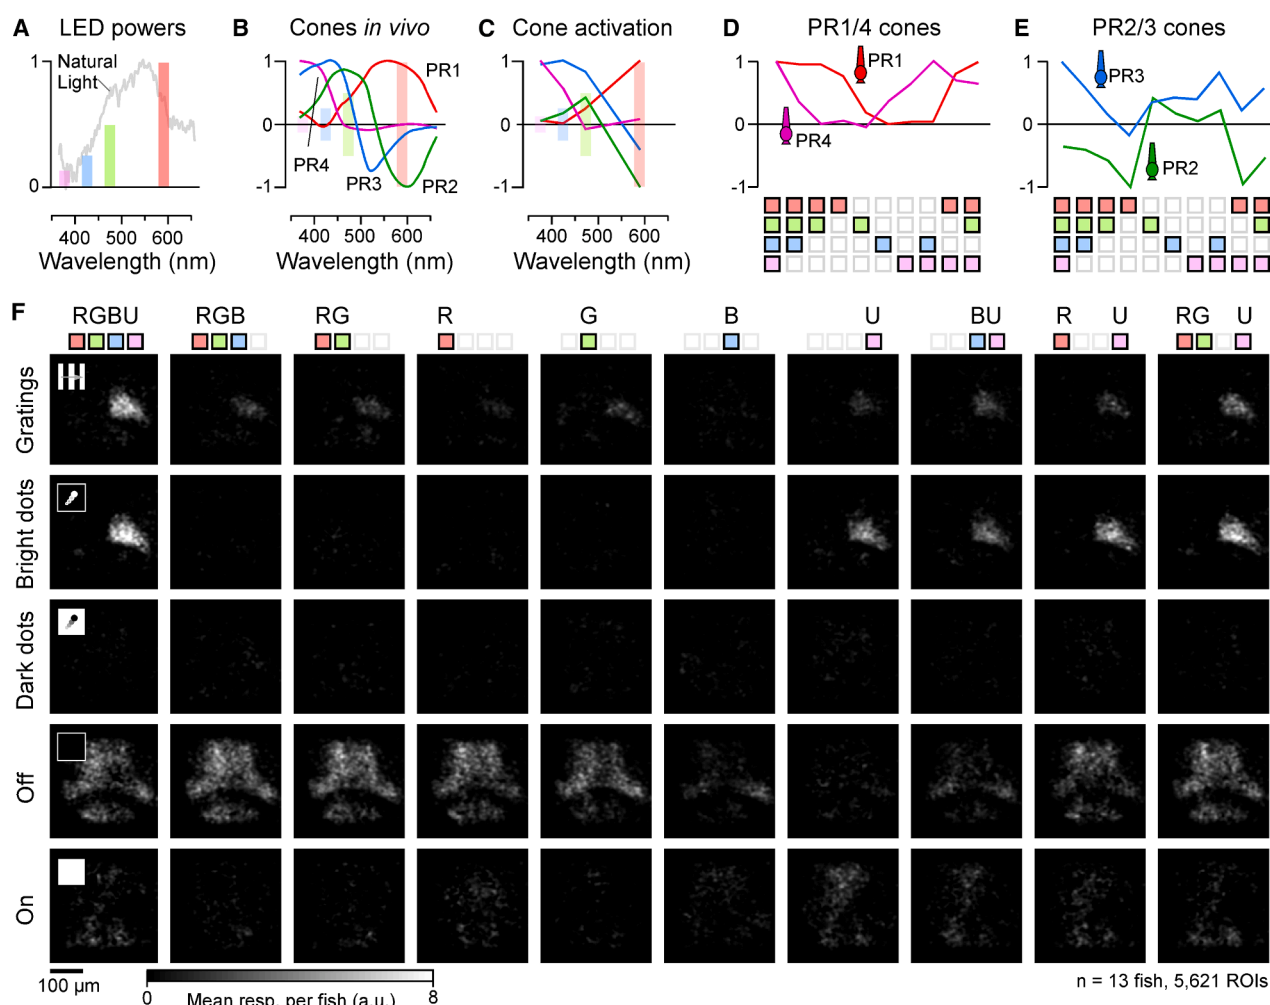 A LED powers
B Cones in vivo
C Cone activation
D PR1/4 cones
E PR2/3 cones
1
Natural
Light
0
400 500 600
Wavelength (nm)
1
0
-1
PR1
PR4
PR3
PR2
400 500 600
Wavelength (nm)
1
0
-1
400 500 600
Wavelength (nm)
1
0
-1
PR1
PR4
1
0
-1
PR3
PR2
F RGBU RGB RG R G B U BU R U RG U
Gratings
Bright dots
Dark dots
Off
On
100 µm
0 Mean resp. per fish (a.u.) 8
n = 13 fish, 5,621 ROIs